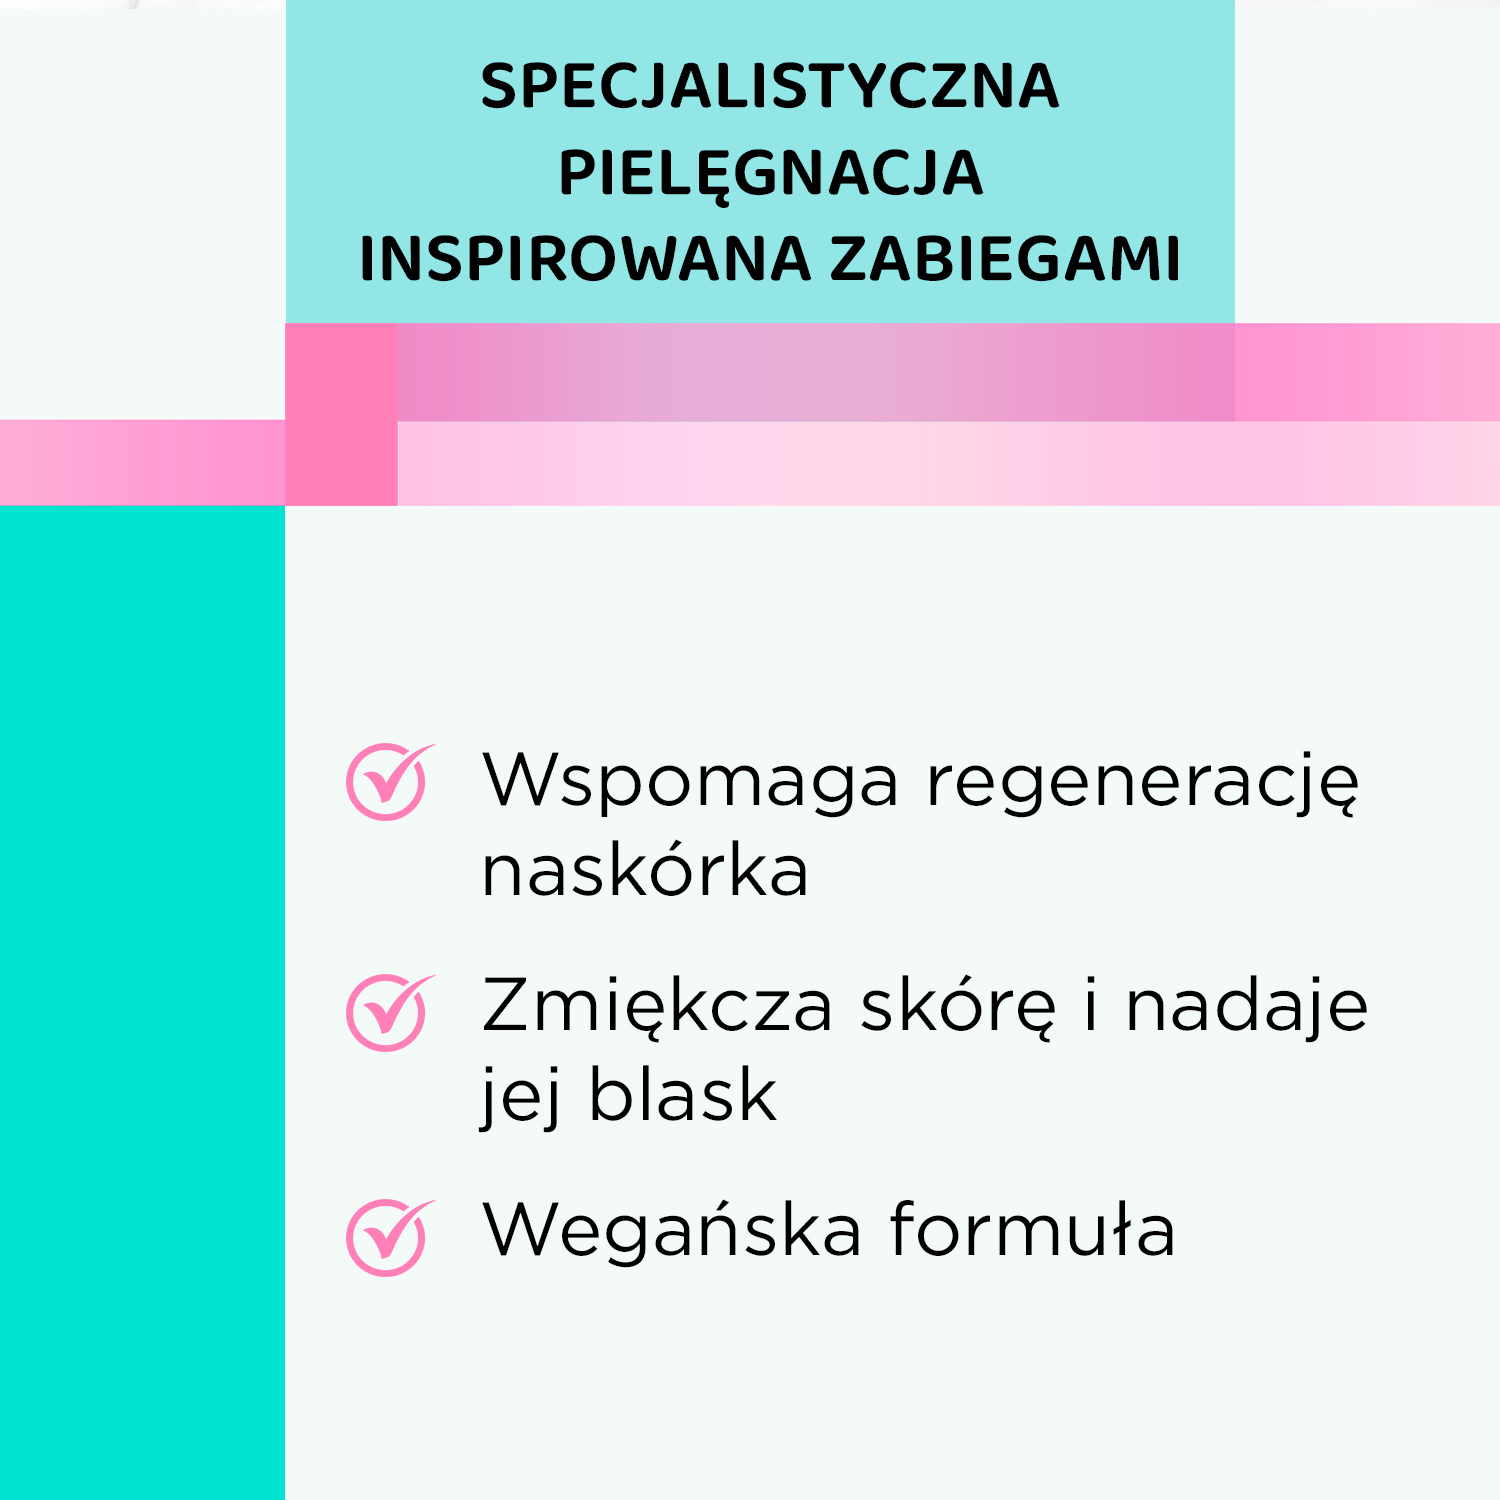 SPECJALISTYCZNA
PIELĘGNACJA
INSPIROWANA ZABIEGAMI
Wspomaga regenerację
naskórka
Zmiękcza skórę i nadaje
jej blask
Wegańska formuła